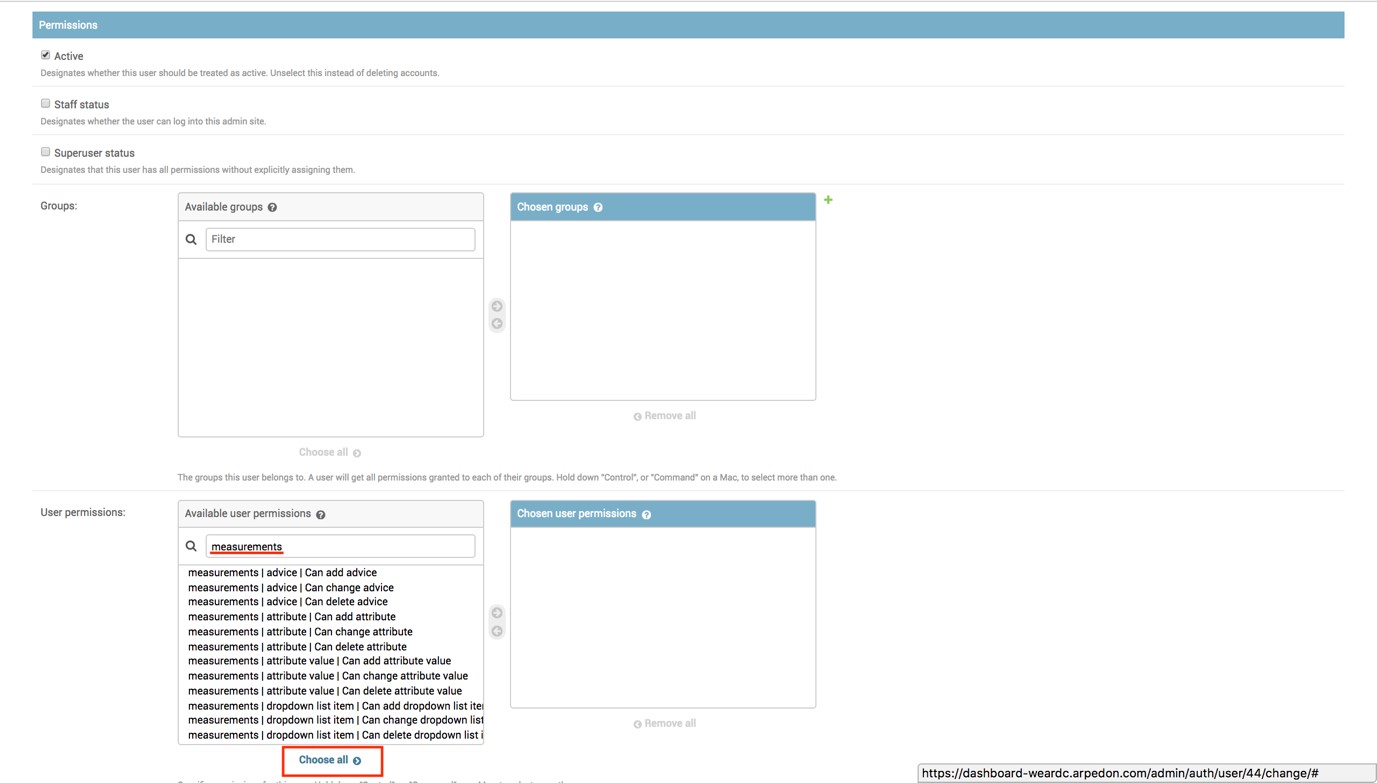 Permissions
Active
Designates whether this user should be treated as active. Unselect this instead of deleting accounts.
Staff status
Designates whether the user can log into this admin site.
Superuser status
Designates that this user has all permissions without explicitly assigning them.
Groups:
Available groups ?
Filter
Chosen groups ?
Choose all
Remove all
The groups this user belongs to. A user will get all permissions granted to each of their groups. Hold down "Control", or "Command" on a Mac, to select more than one.
User permissions:
Available user permissions ?
measurements
measurements | advice | Can add advice
measurements | advice | Can change advice
measurements | advice | Can delete advice
measurements | attribute | Can add attribute
measurements | attribute | Can change attribute
measurements | attribute | Can delete attribute
measurements | attribute value | Can add attribute value
measurements | attribute value | Can change attribute value
measurements | attribute value | Can delete attribute value
measurements | dropdown list item | Can add dropdown list
measurements | dropdown list item | Can change dropdown list
measurements | dropdown list item | Can delete dropdown list
Chosen user permissions ?
Choose all
Remove all
https://dashboard-weardc.arpedon.com/admin/auth/user/44/change/#